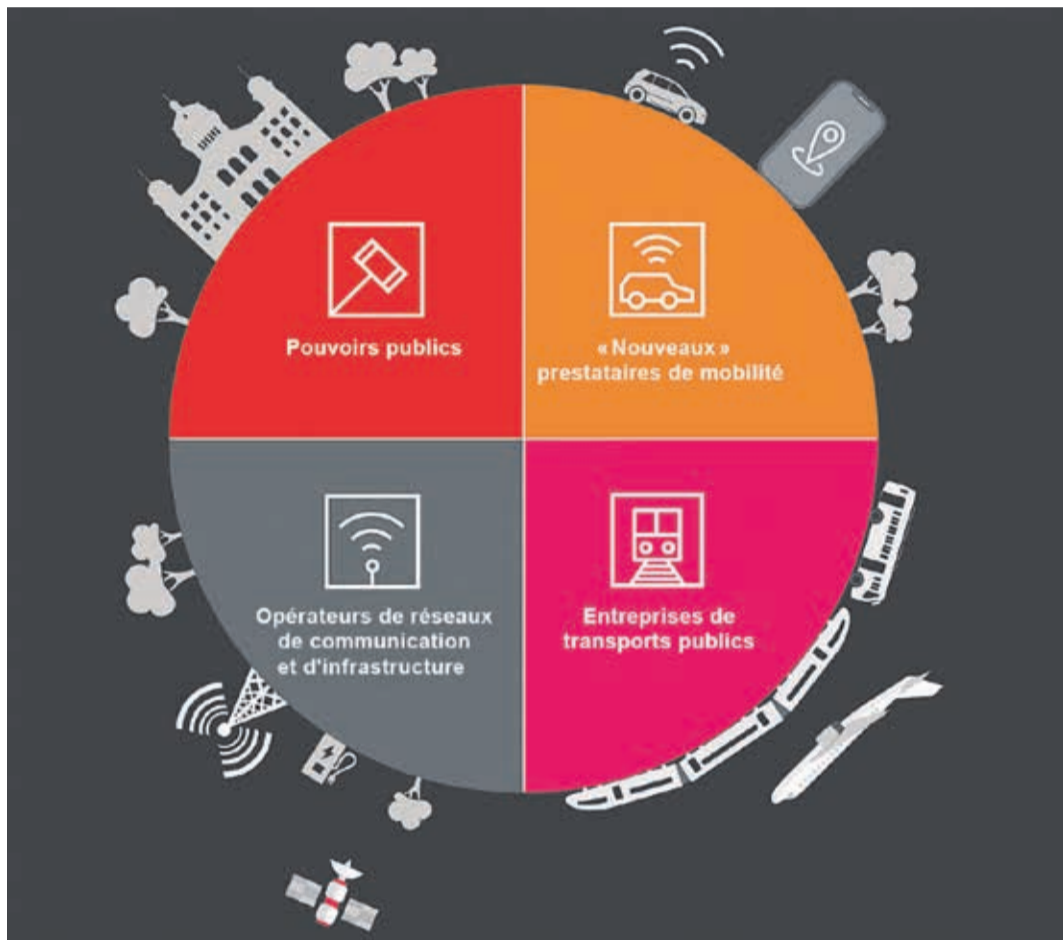 Pouvoirs publics
« Nouveaux »
prestataires de mobilité
Opérateurs de réseaux
de communication
et d'infrastructure
Entreprises de
transports publics